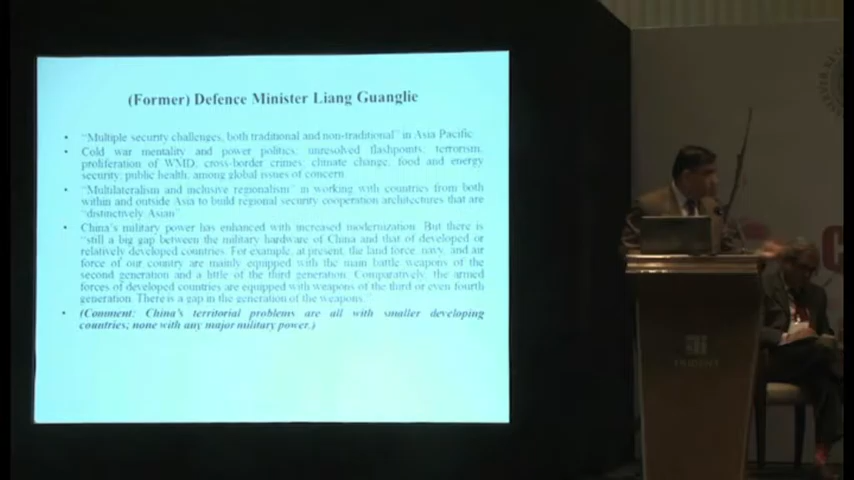 (Former) Defence Minister Liang Guanglie
• "Multiple security challenges, both traditional and non-traditional" in Asia Pacific.
• Cold war mentality and power politics; unresolved flashpoints; terrorism,
proliferation of WMD, cross-border crimes; climate change, food and energy
security, public health, among global issues of concern.
• "Multilateralism and inclusive regionalism" in working with countries from both
within and outside Asia to build regional security cooperation architectures that are
"distinctively Asian"
• China's military power has enhanced with increased modernization. But there is
"still a big gap between the military hardware of China and that of developed or
relatively developed countries. For example, at present, the land force, navy, and air
force of our country are mainly equipped with the main battle weapons of the
second generation and a little of the third generation. Comparatively, the armed
forces of developed countries are equipped with weapons of the third or even fourth
generation. There is a gap in the generation of the weapons."
• (Comment: China's territorial problems are all with smaller developing
countries; none with any major military power.)
TRIDENT